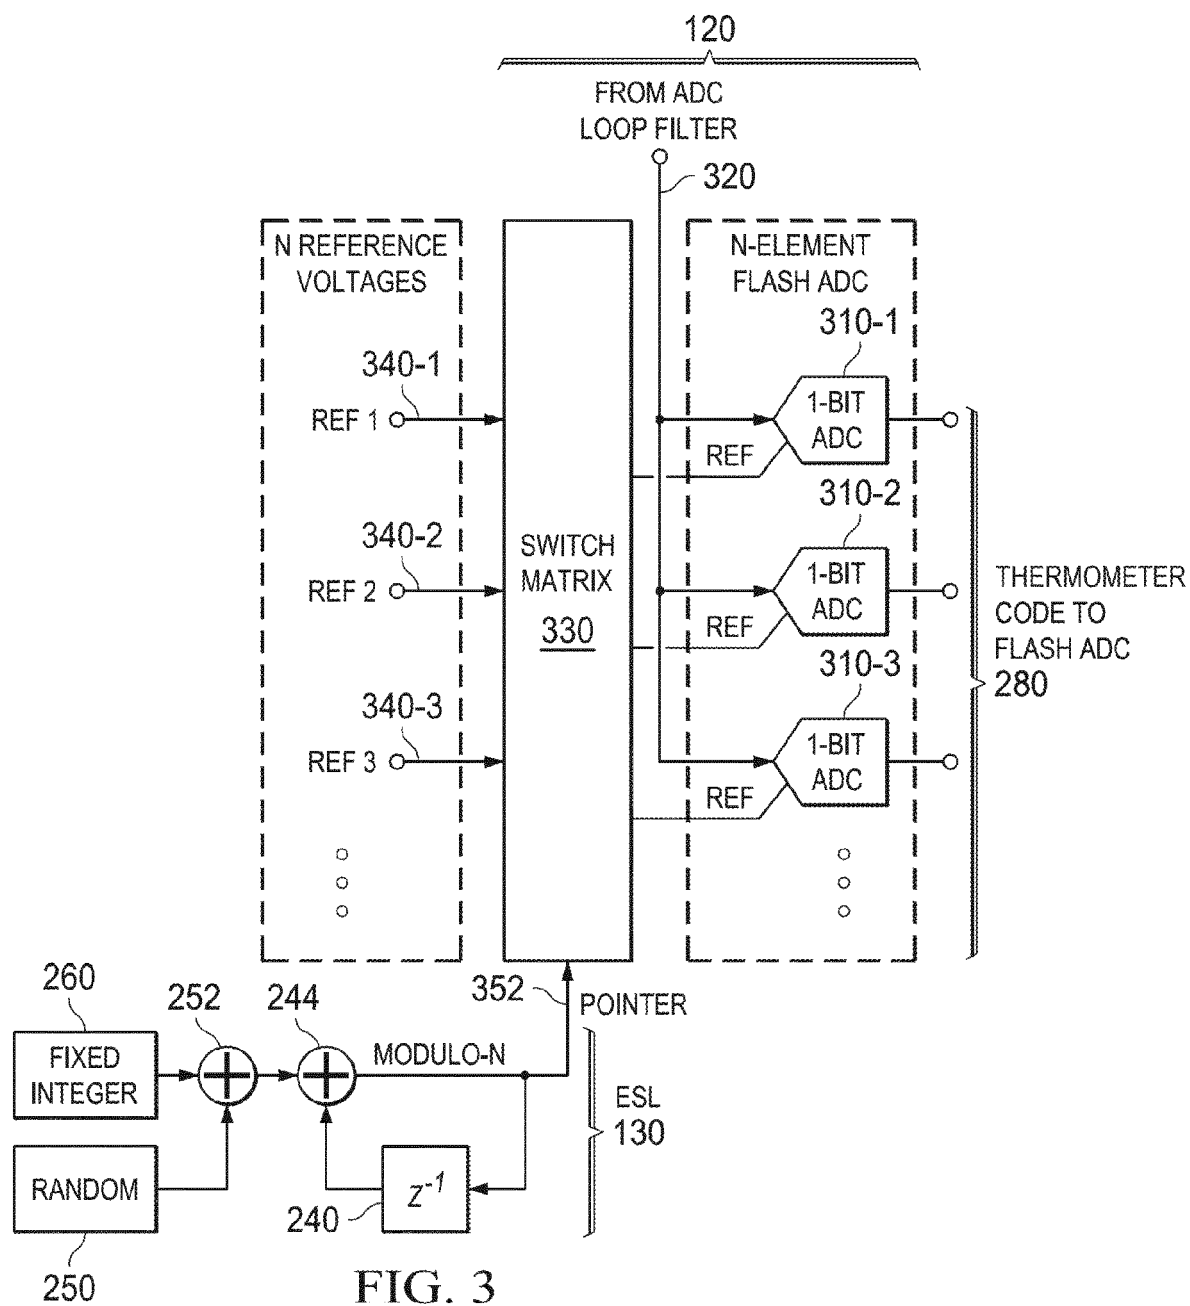 120
FROM ADC
LOOP FILTER
320
N REFERENCE
VOLTAGES
N-ELEMENT
FLASH ADC
340-1
REF 1
310-1
1-BIT
ADC
REF
340-2
REF 2
SWITCH
MATRIX
330
310-2
1-BIT
ADC
REF
THERMOMETER
CODE TO
FLASH ADC
280
340-3
REF 3
310-3
1-BIT
ADC
REF
260
FIXED
INTEGER
252
244
MODULO-N
352
POINTER
ESL
130
RANDOM
250
240
z-1
FIG. 3